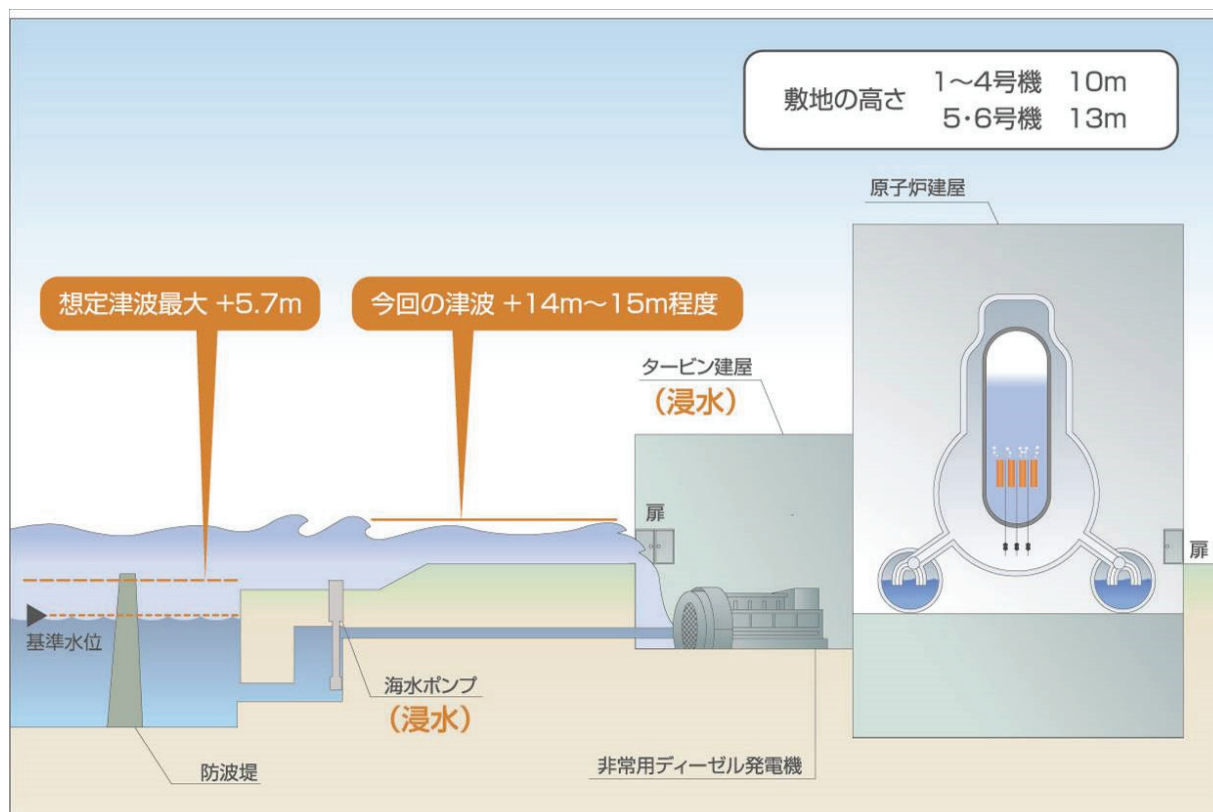 敷地の高さ
1〜4号機 10m
5・6号機 13m
原子炉建屋
想定津波最大 +5.7m
今回の津波 +14m〜15m程度
タービン建屋
(浸水)
扉
扉
基準水位
海水ポンプ
(浸水)
防波堤
非常用ディーゼル発電機